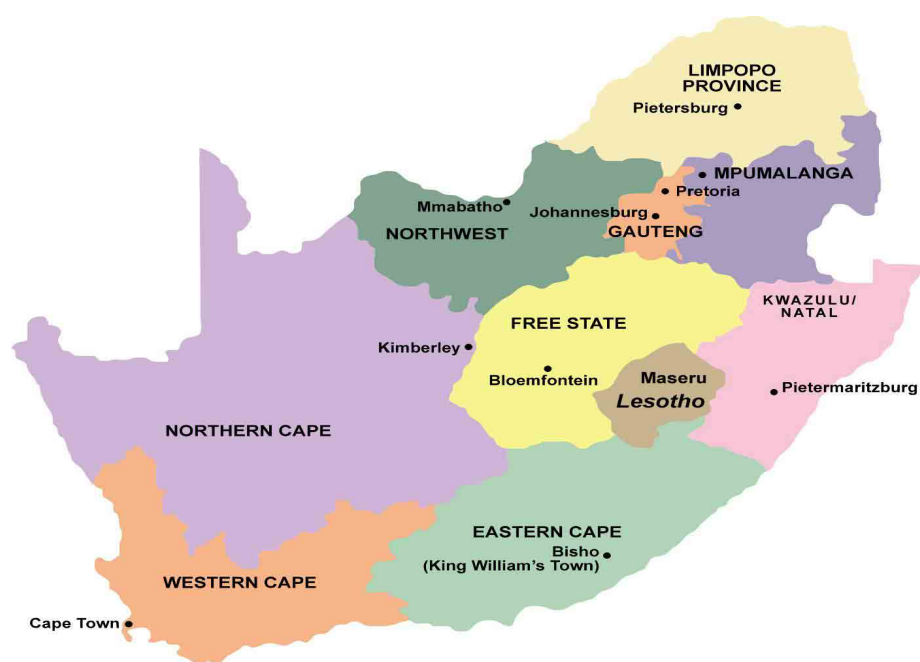 LIMPOPO
PROVINCE
Pietersburg
MPUMALANGA
Pretoria
Mmabatho
Johannesburg
NORTHWEST
GAUTENG
KWAZULU/
NATAL
FREE STATE
Kimberley
Bloemfontein
Maseru
Lesotho
Pietermaritzburg
NORTHERN CAPE
EASTERN CAPE
Bisho
(King William's Town)
WESTERN CAPE
Cape Town